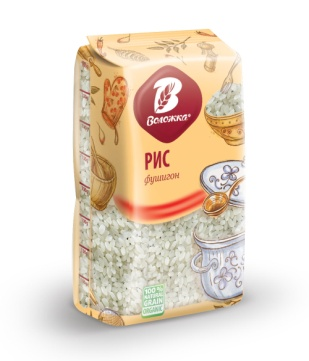 В
Воложка®
РИС
фушигон
100%
NATURAL
GRAIN
ORGANIC